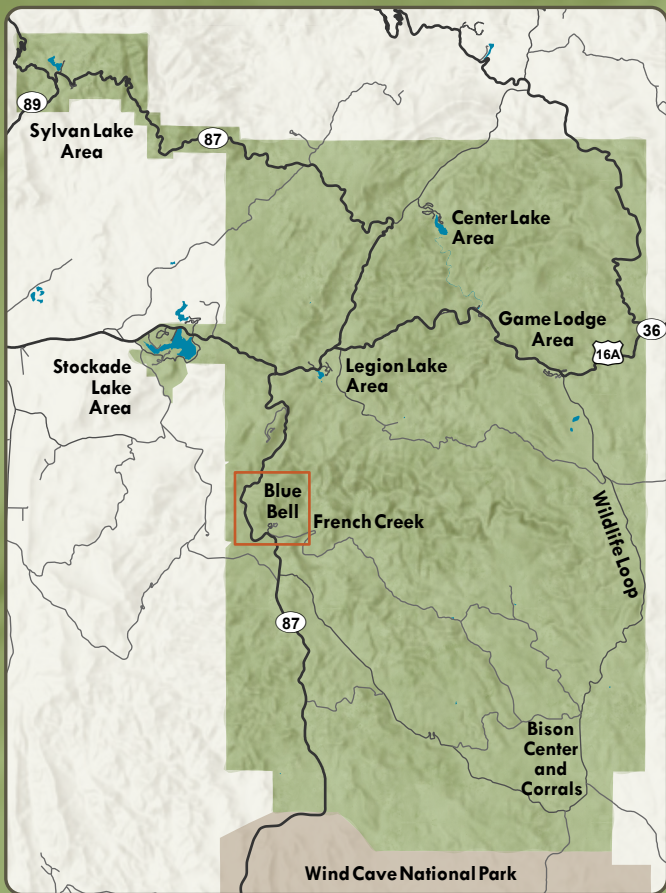 89
Sylvan Lake
Area
87
Center Lake
Area
Game Lodge
Area
36
16A
Stockade
Lake
Area
Legion Lake
Area
Blue
Bell
French Creek
Wildlife Loop
87
Bison
Center
and
Corrals
Wind Cave National Park